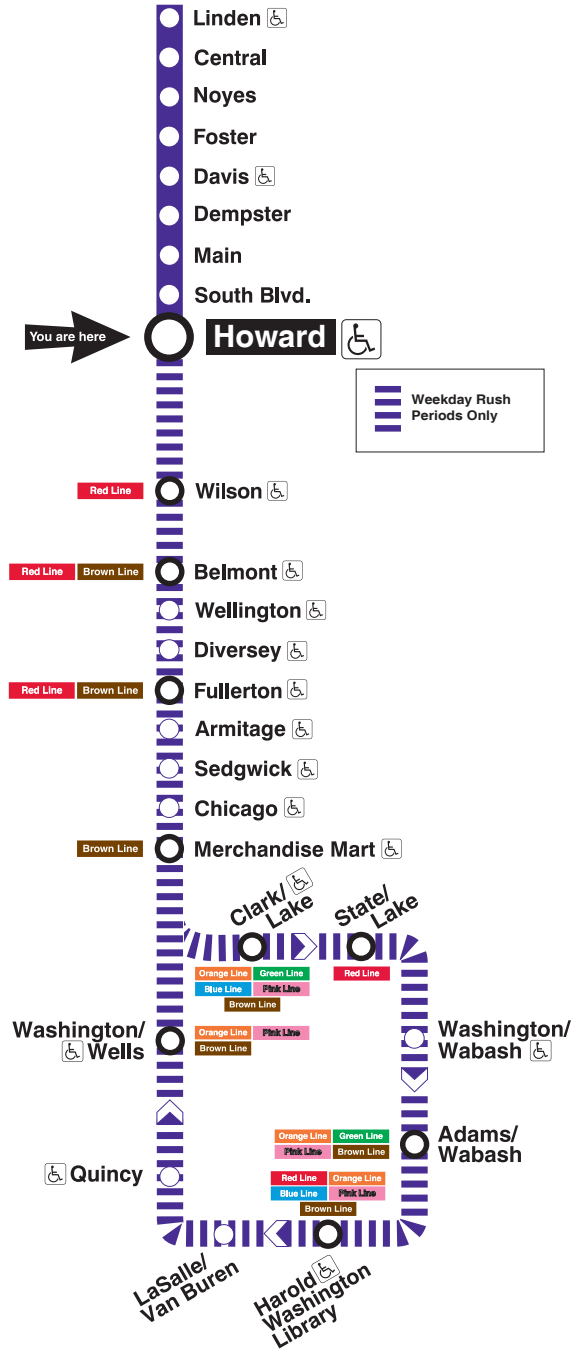 Linden
Central
Noyes
Foster
Davis
Dempster
Main
South Blvd.
You are here
Howard
Weekday Rush
Periods Only
Red Line
Wilson
Red Line Brown Line
Belmont
Wellington
Diversey
Red Line Brown Line
Fullerton
Armitage
Sedgwick
Chicago
Brown Line
Merchandise Mart
Clark/
Lake
Orange Line Green Line
Blue Line Pink Line
Brown Line
State/
Lake
Red Line
Washington/
Wells
Orange Line Pink Line
Brown Line
Washington/
Wabash
Orange Line Green Line
Pink Line Brown Line
Adams/
Wabash
Quincy
Red Line Orange Line
Blue Line Pink Line
Brown Line
LaSalle/
Van Buren
Harold
Washington
Library